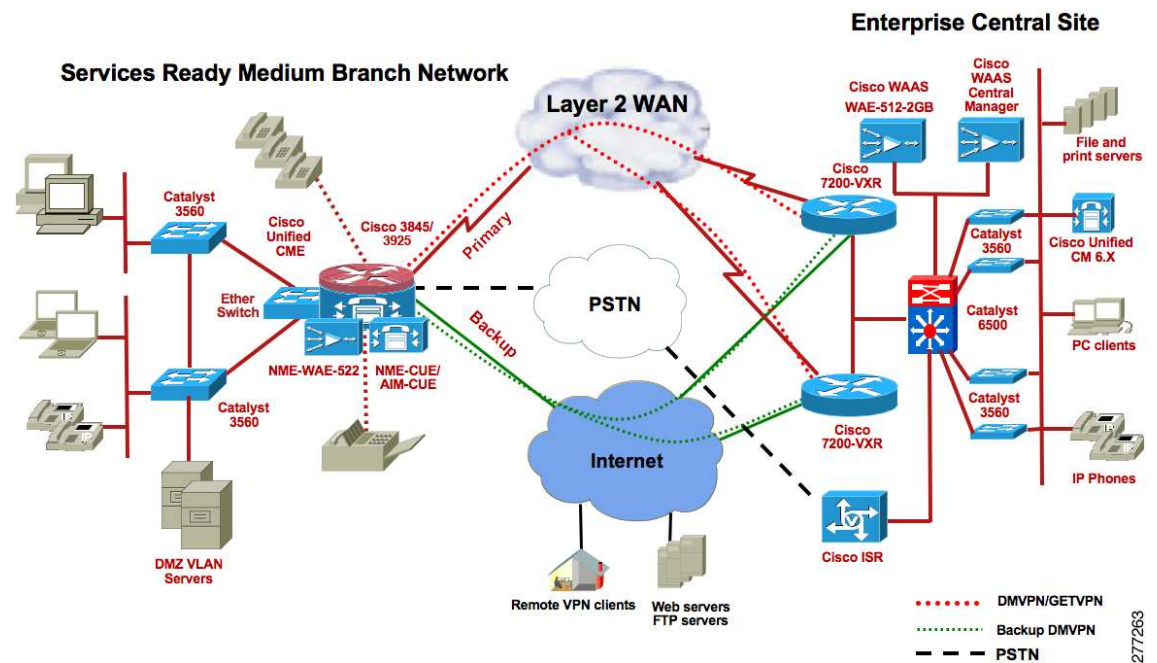 Enterprise Central Site
Services Ready Medium Branch Network
Layer 2 WAN
Cisco WAAS
WAE-512-2GB
Cisco
WAAS
Central
Manager
File and
print servers
Catalyst
3560
Cisco
Unified
CME
Cisco 3845/
3925
Primary
Cisco
7200-VXR
Catalyst
3560
Cisco Unified
CM 6.X
Ether
Switch
PSTN
Catalyst
6500
PC clients
Backup
NME-WAE-522
NME-CUE/
AIM-CUE
Catalyst
3560
Catalyst
3560
Cisco
7200-VXR
Internet
IP Phones
DMZ VLAN
Servers
Cisco ISR
Remote VPN clients
Web servers
FTP servers
DMVPN/GETVPN
Backup DMVPN
PSTN
277263